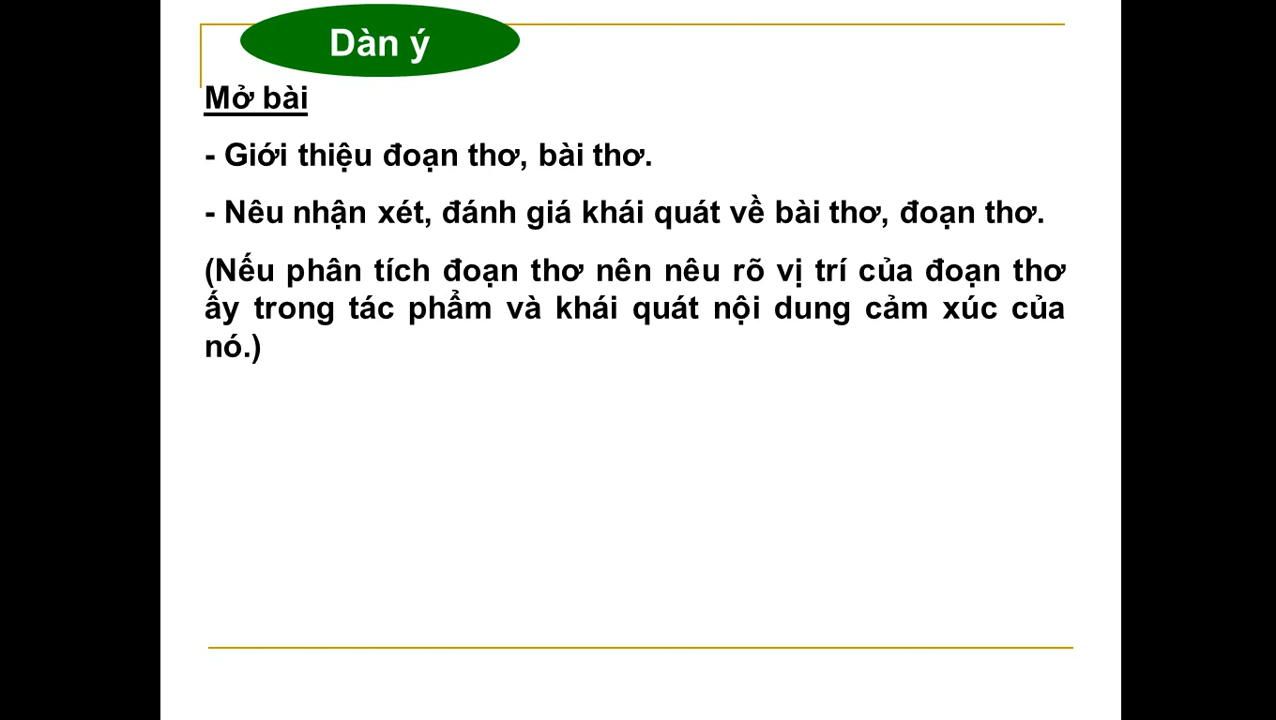 Dàn ý
Mở bài
- Giới thiệu đoạn thơ, bài thơ.
- Nêu nhận xét, đánh giá khái quát về bài thơ, đoạn thơ.
(Nếu phân tích đoạn thơ nên nêu rõ vị trí của đoạn thơ
ấy trong tác phẩm và khái quát nội dung cảm xúc của
nó.)